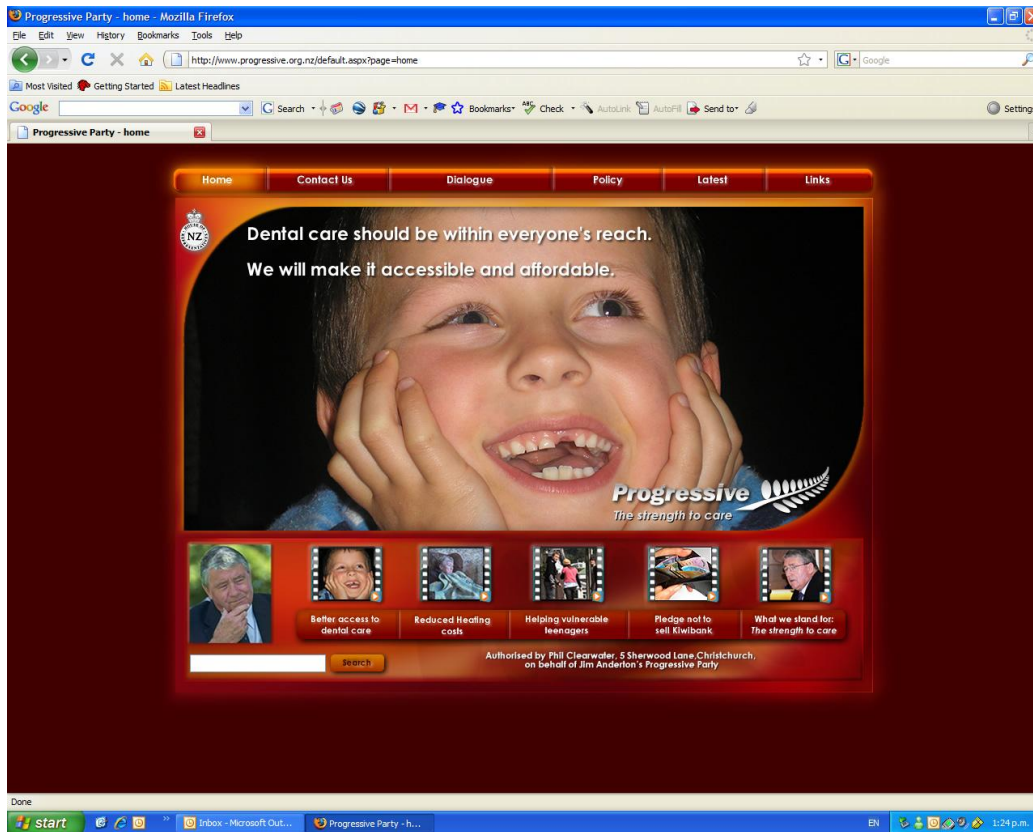 Progressive Party - home - Mozilla Firefox
File Edit View History Bookmarks Tools Help
http://www.progressive.org.nz/default.aspx?page=home
Google
Most Visited Getting Started Latest Headlines
Google Search Bookmarks Check AutoLink AutoFill Send to Settings
Progressive Party - home
Home Contact Us Dialogue Policy Latest Links
NZ
Dental care should be within everyone's reach.
We will make it accessible and affordable.
Progressive
The strength to care
Better access to
dental care
Reduced Heating
costs
Helping vulnerable
teenagers
Pledge not to
sell Kiwibank
What we stand for:
The strength to care
Search
Authorised by Phil Clearwater, 5 Sherwood Lane,Christchurch,
on behalf of Jim Anderton's Progressive Party
Done
start Inbox - Microsoft Out... Progressive Party - h... EN 1:24 p.m.